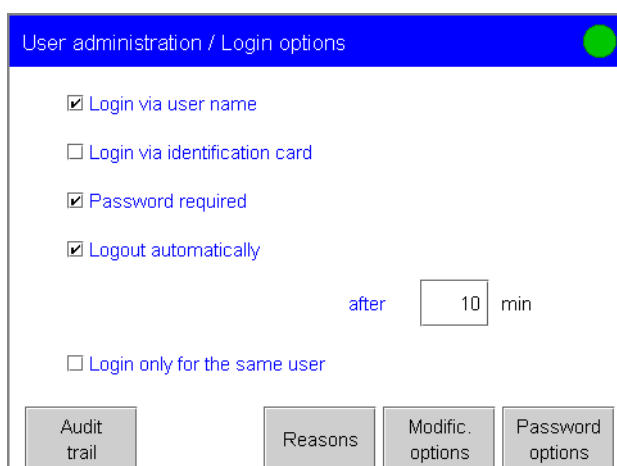 User administration / Login options
Login via user name
Login via identification card
Password required
Logout automatically
after 10 min
Login only for the same user
Audit
trail
Reasons
Modific.
options
Password
options